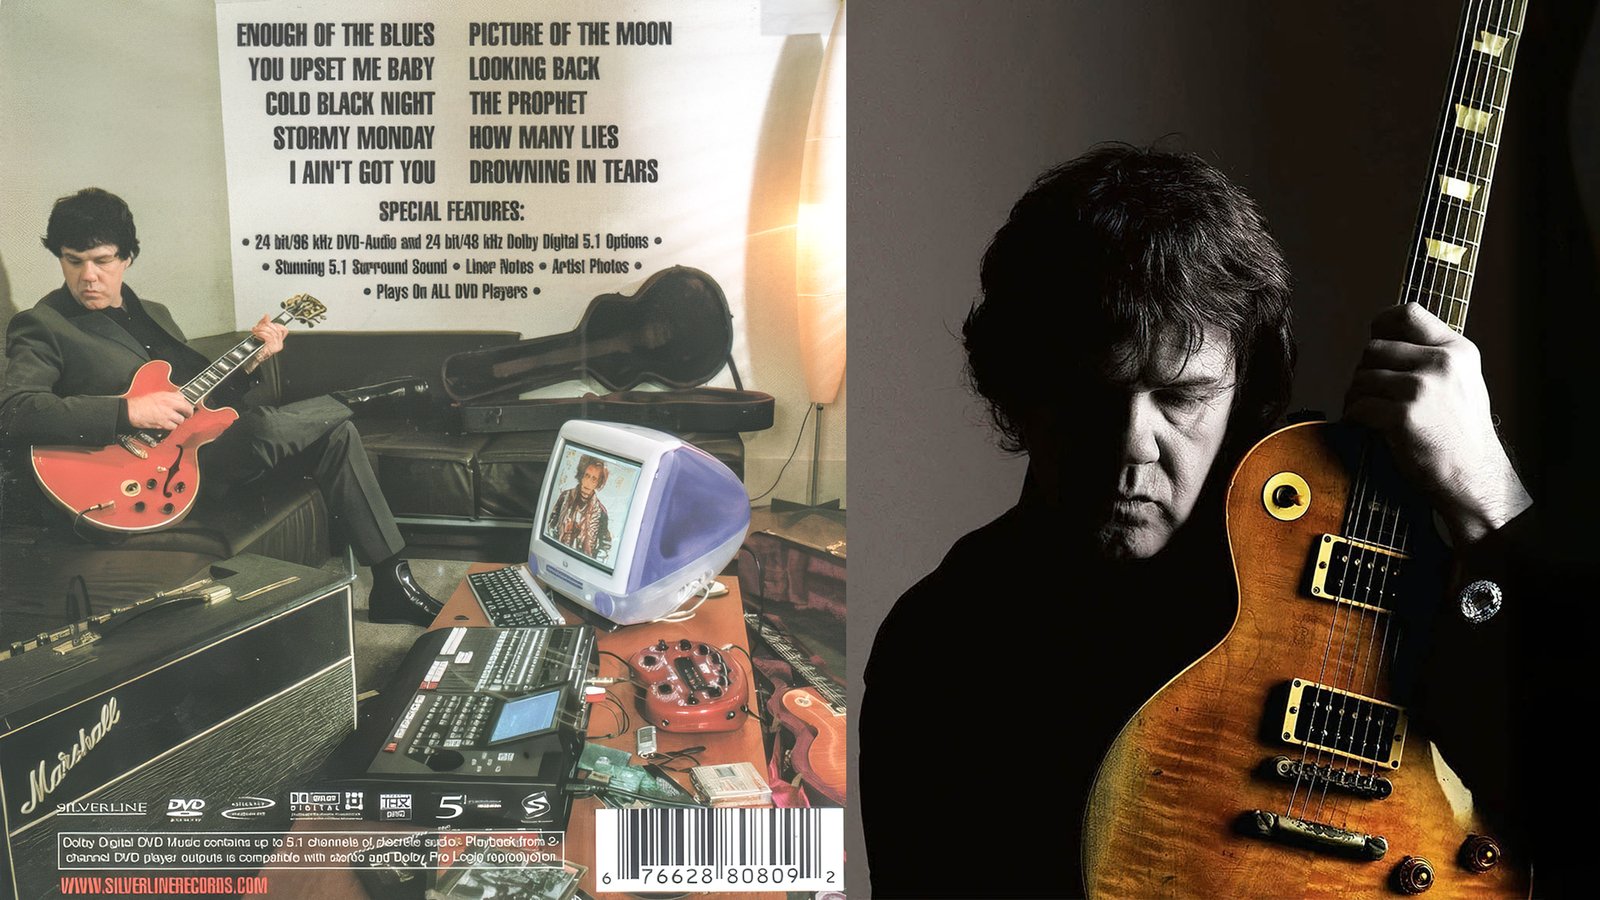 ENOUGH OF THE BLUES
YOU UPSET ME BABY
COLD BLACK NIGHT
STORMY MONDAY
I AIN'T GOT YOU
PICTURE OF THE MOON
LOOKING BACK
THE PROPHET
HOW MANY LIES
DROWNING IN TEARS
SPECIAL FEATURES:
• 24 bit/96 kHz DVD-Audio and 24 bit/48 kHz Dolby Digital 5.1 Options •
• Stunning 5.1 Surround Sound • Liner Notes • Artist Photos •
• Plays On ALL DVD Players •
Marshall
SILVERLINE
DVD
DIGITAL
THX
5.1
S
Dolby Digital DVD Music contains up to 5.1 channels of discrete audio. Playback from 2-
channel DVD player outputs is compatible with stereo and Dolby Pro Logic reproduction
WWW.SILVERLINERECORDS.COM
6 76628 80809 2